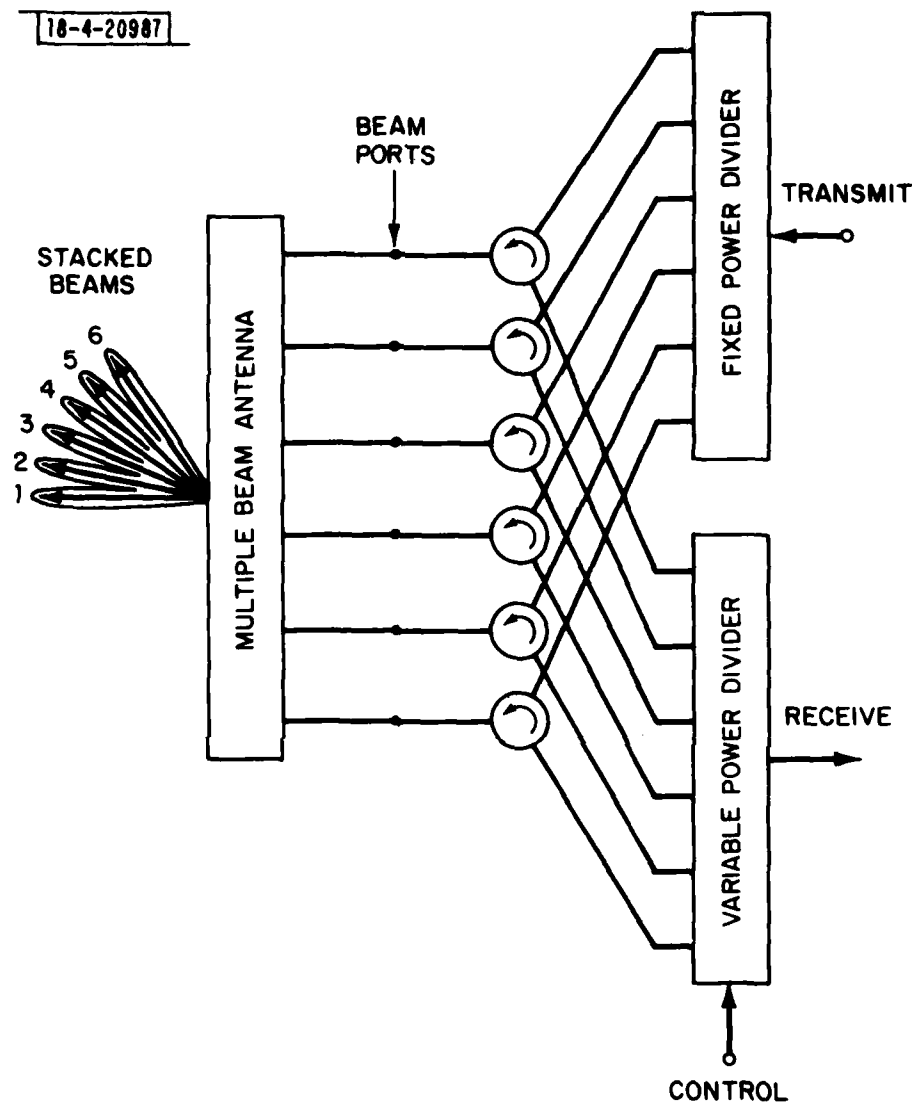 18-4-20987
BEAM
PORTS
STACKED
BEAMS
6
5
4
3
2
1
MULTIPLE BEAM ANTENNA
FIXED POWER DIVIDER
TRANSMIT
VARIABLE POWER DIVIDER
RECEIVE
CONTROL